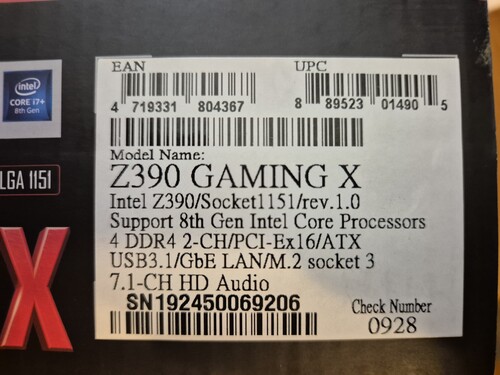 EAN UPC
4 719331 804367 8 89523 01490 5
intel
CORE i7+
8th Gen
LGA 1151
X
Model Name:
Z390 GAMING X
Intel Z390/Socket1151/rev.1.0
Support 8th Gen Intel Core Processors
4 DDR4 2-CH/PCI-Ex16/ATX
USB3.1/GbE LAN/M.2 socket 3
7.1-CH HD Audio
SN192450069206
Check Number
0928